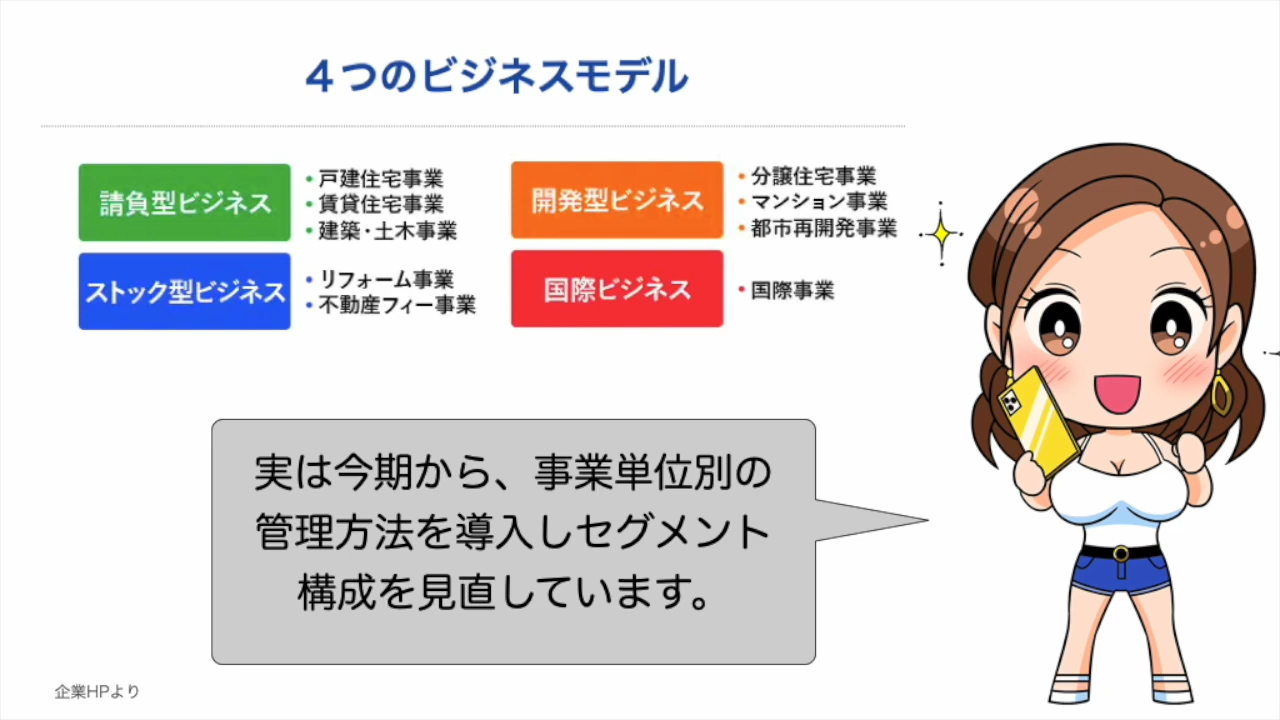 ４つのビジネスモデル
請負型ビジネス
・戸建住宅事業
・賃貸住宅事業
・建築・土木事業
開発型ビジネス
・分譲住宅事業
・マンション事業
・都市再開発事業
ストック型ビジネス
・リフォーム事業
・不動産フィー事業
国際ビジネス
・国際事業
実は今期から、事業単位別の
管理方法を導入しセグメント
構成を見直しています。
企業HPより